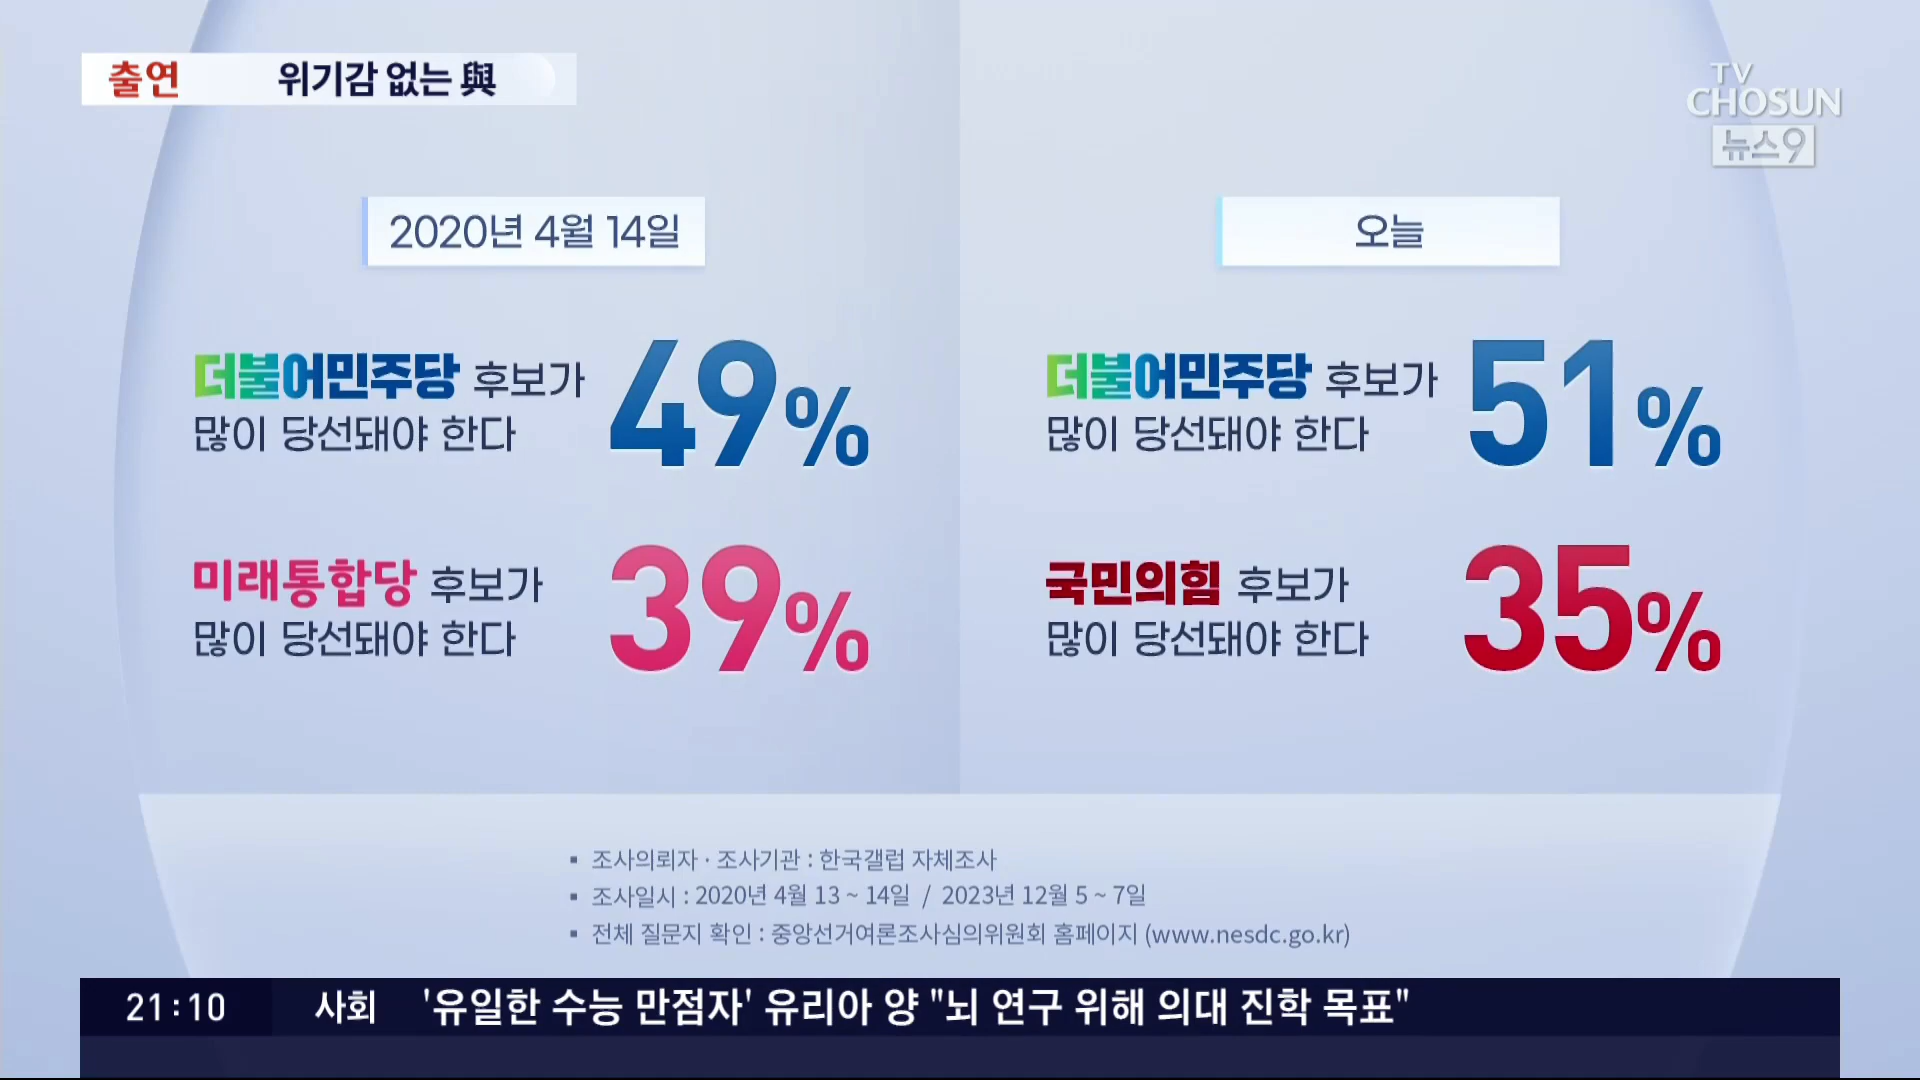 출연 위기감 없는 與
TV
CHOSUN
뉴스9
2020년 4월 14일
더불어민주당 후보가
많이 당선돼야 한다
49%
미래통합당 후보가
많이 당선돼야 한다
39%
오늘
더불어민주당 후보가
많이 당선돼야 한다
51%
국민의힘 후보가
많이 당선돼야 한다
35%
▪ 조사의뢰자 · 조사기관 : 한국갤럽 자체조사
▪ 조사일시 : 2020년 4월 13 ~ 14일 / 2023년 12월 5 ~ 7일
▪ 전체 질문지 확인 : 중앙선거여론조사심의위원회 홈페이지 (www.nesdc.go.kr)
21:10 사회 '유일한 수능 만점자' 유리아 양 "뇌 연구 위해 의대 진학 목표"